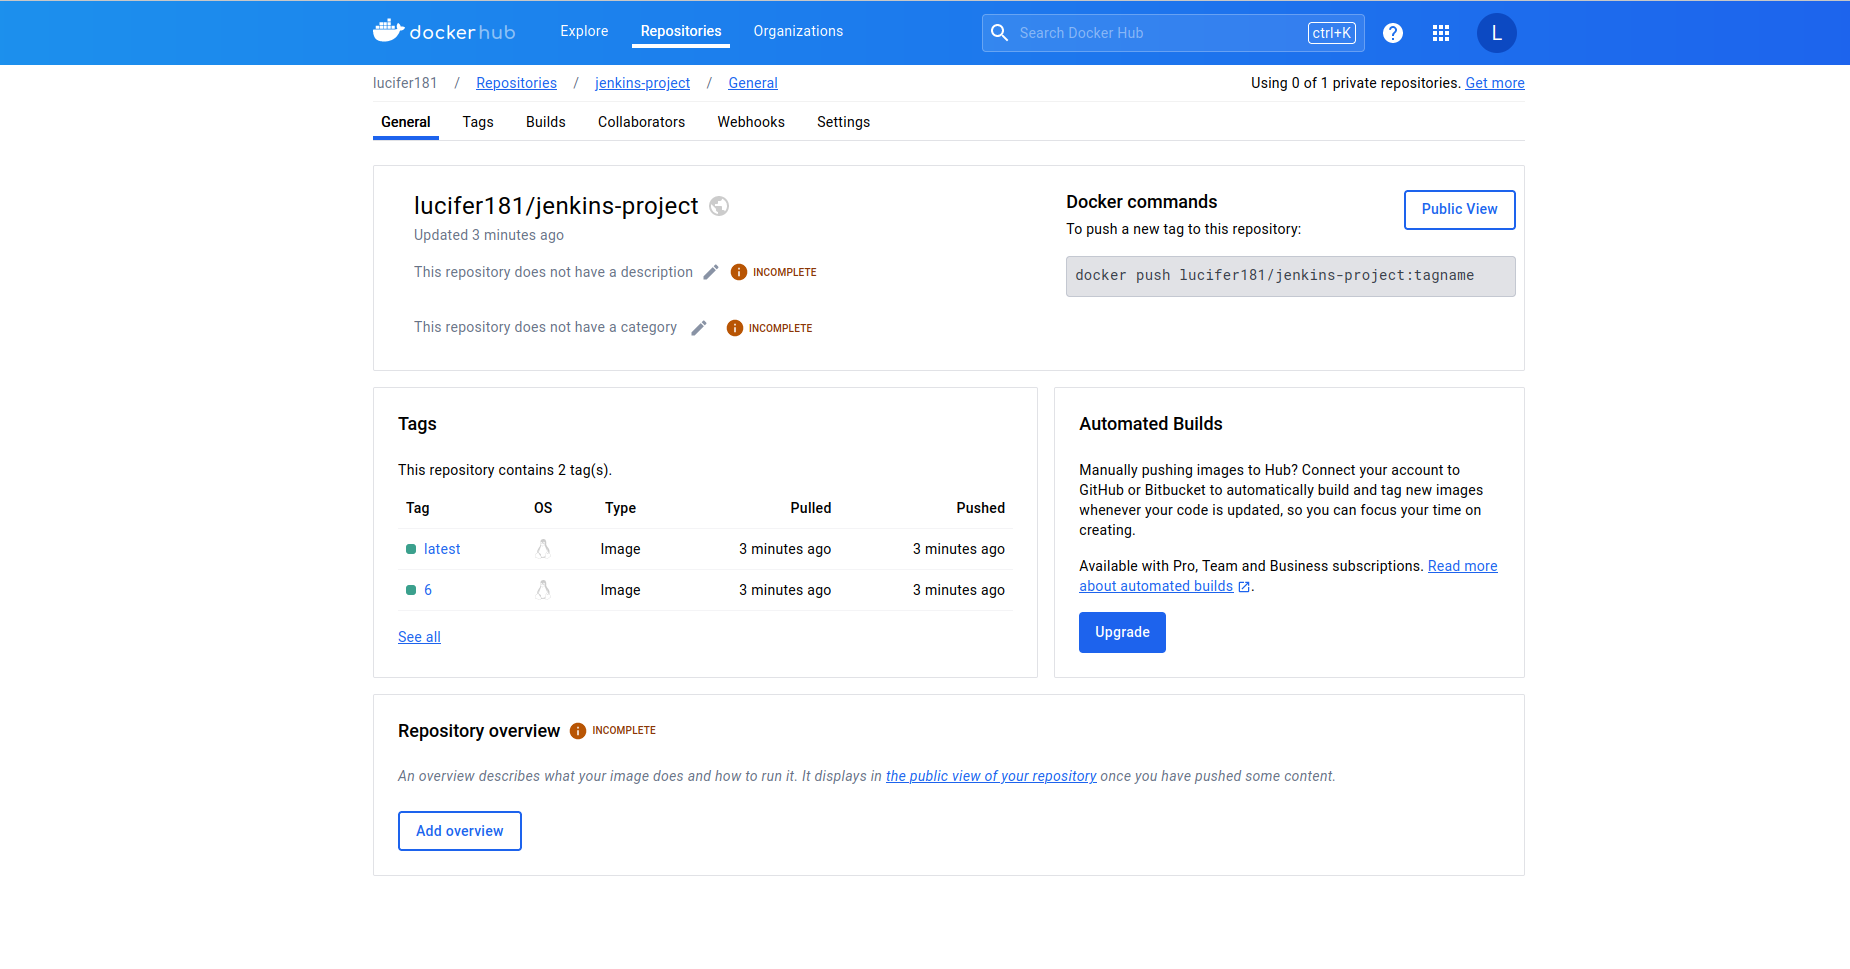 docker hub Explore Repositories Organizations Search Docker Hub ctrl+K ? L
lucifer181 / Repositories / jenkins-project / General Using 0 of 1 private repositories. Get more
General Tags Builds Collaborators Webhooks Settings
lucifer181/jenkins-project
Updated 3 minutes ago
This repository does not have a description INCOMPLETE
This repository does not have a category INCOMPLETE
Docker commands
Public View
To push a new tag to this repository:
docker push lucifer181/jenkins-project:tagname
Tags
This repository contains 2 tag(s).
Tag OS Type Pulled Pushed
latest Image 3 minutes ago 3 minutes ago
6 Image 3 minutes ago 3 minutes ago
See all
Automated Builds
Manually pushing images to Hub? Connect your account to
GitHub or Bitbucket to automatically build and tag new images
whenever your code is updated, so you can focus your time on
creating.
Available with Pro, Team and Business subscriptions. Read more
about automated builds .
Upgrade
Repository overview INCOMPLETE
An overview describes what your image does and how to run it. It displays in the public view of your repository once you have pushed some content.
Add overview